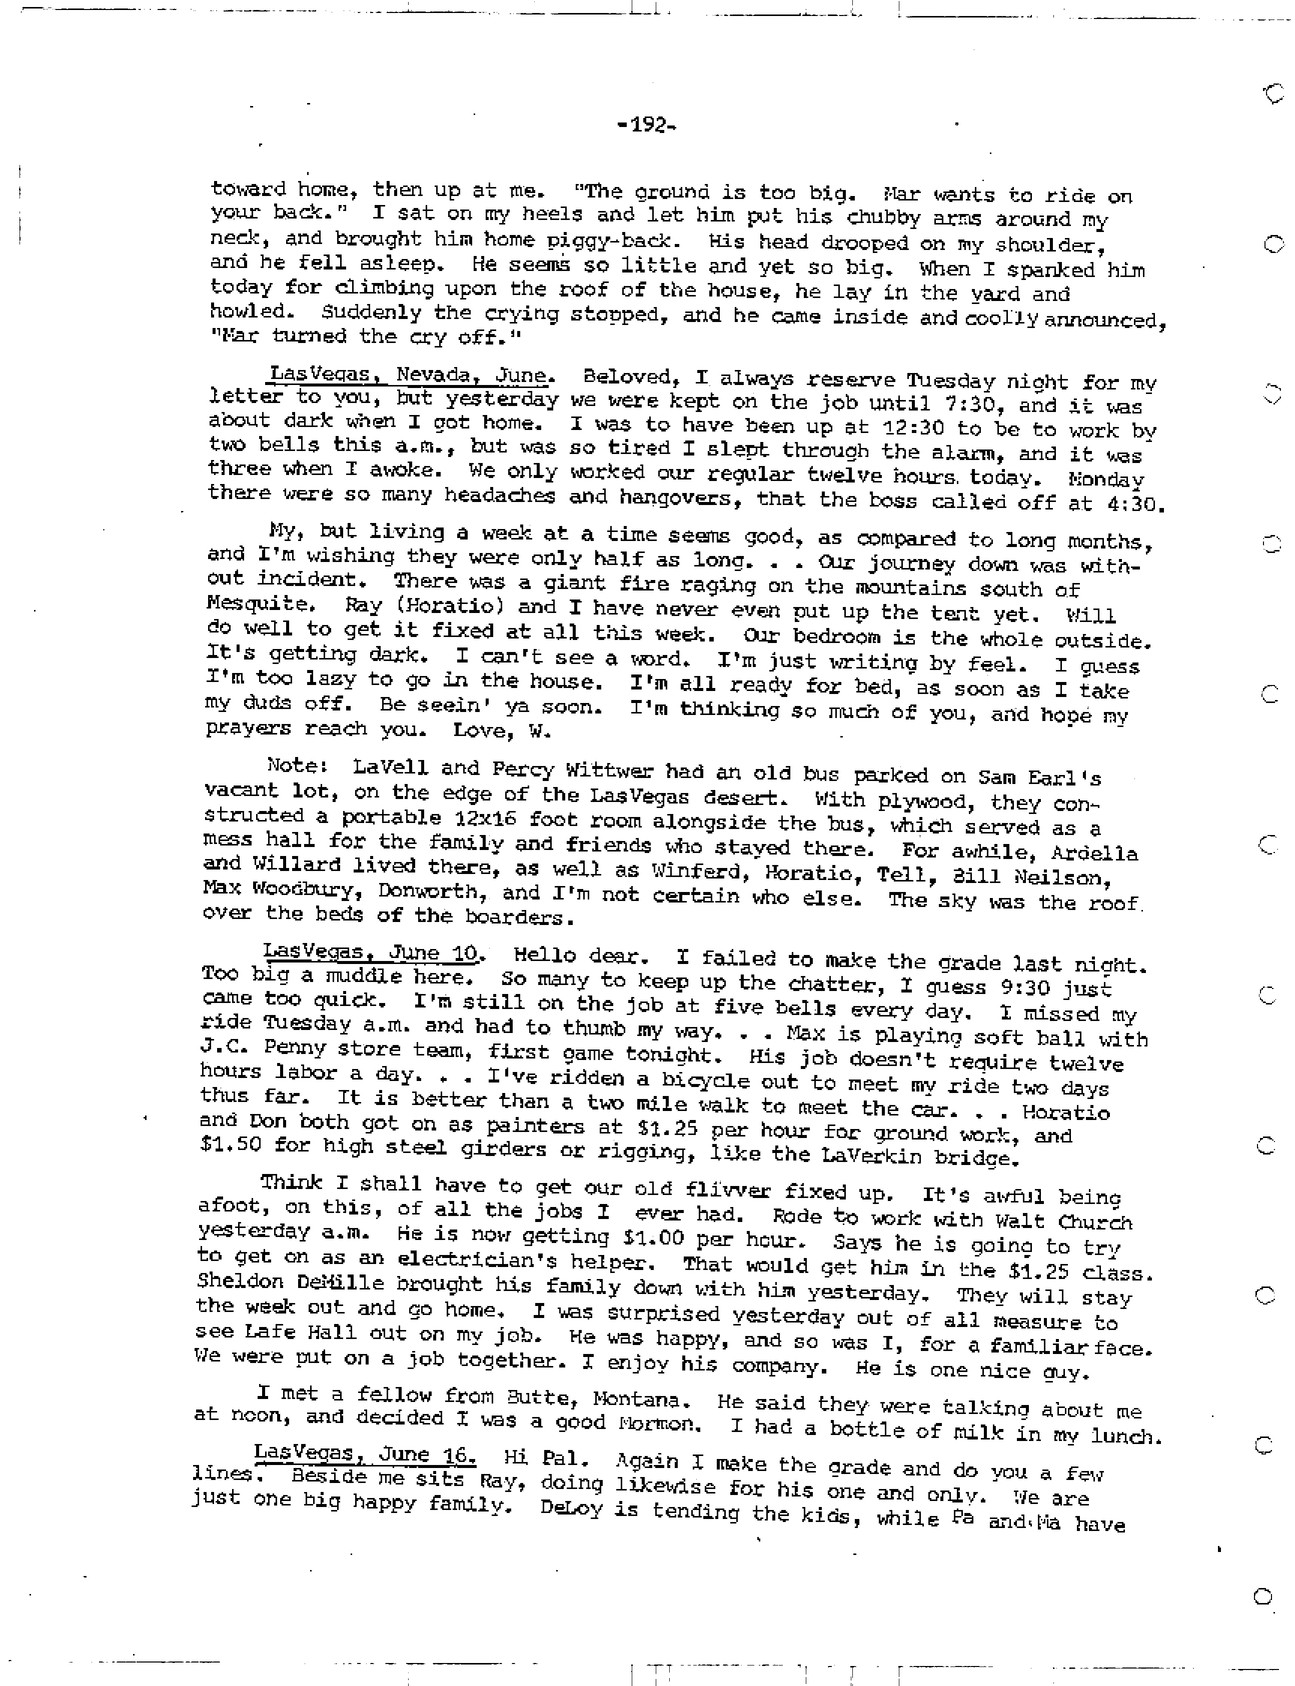 -192-
toward home, then up at me. "The ground is too big. Mar wants to ride on
your back." I sat on my heels and let him put his chubby arms around my
neck, and brought him home piggy-back. His head drooped on my shoulder,
and he fell asleep. He seems so little and yet so big. When I spanked him
today for climbing upon the roof of the house, he lay in the yard and
howled. Suddenly the crying stopped, and he came inside and coolly announced,
"Mar turned the cry off."
LasVegas, Nevada, June. Beloved, I always reserve Tuesday night for my
letter to you, but yesterday we were kept on the job until 7:30, and it was
about dark when I got home. I was to have been up at 12:30 to be to work by
two bells this a.m., but was so tired I slept through the alarm, and it was
three when I awoke. We only worked our regular twelve hours today. Monday
there were so many headaches and hangovers, that the boss called off at 4:30.
My, but living a week at a time seems good, as compared to long months,
and I'm wishing they were only half as long. . . Our journey down was with-
out incident. There was a giant fire raging on the mountains south of
Mesquite. Ray (Horatio) and I have never even put up the tent yet. Will
do well to get it fixed at all this week. Our bedroom is the whole outside.
It's getting dark. I can't see a word. I'm just writing by feel. I guess
I'm too lazy to go in the house. I'm all ready for bed, as soon as I take
my duds off. Be seein' ya soon. I'm thinking so much of you, and hope my
prayers reach you. Love, W.
Note: LaVell and Percy Wittwer had an old bus parked on Sam Earl's
vacant lot, on the edge of the LasVegas desert. With plywood, they con-
structed a portable 12x16 foot room alongside the bus, which served as a
mess hall for the family and friends who stayed there. For awhile, Ardella
and Willard lived there, as well as Winferd, Horatio, Tell, Bill Neilson,
Max Woodbury, Donworth, and I'm not certain who else. The sky was the roof
over the beds of the boarders.
LasVegas, June 10. Hello dear. I failed to make the grade last night.
Too big a muddle here. So many to keep up the chatter, I guess 9:30 just
came too quick. I'm still on the job at five bells every day. I missed my
ride Tuesday a.m. and had to thumb my way. . . Max is playing soft ball with
J.C. Penny store team, first game tonight. His job doesn't require twelve
hours labor a day. . . I've ridden a bicycle out to meet my ride two days
thus far. It is better than a two mile walk to meet the car. . . Horatio
and Don both got on as painters at $1.25 per hour for ground work, and
$1.50 for high steel girders or rigging, like the LaVerkin bridge.
Think I shall have to get our old flivver fixed up. It's awful being
afoot, on this, of all the jobs I ever had. Rode to work with Walt Church
yesterday a.m. He is now getting $1.00 per hour. Says he is going to try
to get on as an electrician's helper. That would get him in the $1.25 class.
Sheldon DeMille brought his family down with him yesterday. They will stay
the week out and go home. I was surprised yesterday out of all measure to
see Lafe Hall out on my job. He was happy, and so was I, for a familiar face.
We were put on a job together. I enjoy his company. He is one nice guy.
I met a fellow from Butte, Montana. He said they were talking about me
at noon, and decided I was a good Mormon. I had a bottle of milk in my lunch.
LasVegas, June 16. Hi Pal. Again I make the grade and do you a few
lines. Beside me sits Ray, doing likewise for his one and only. We are
just one big happy family. DeLoy is tending the kids, while Pa and Ma have